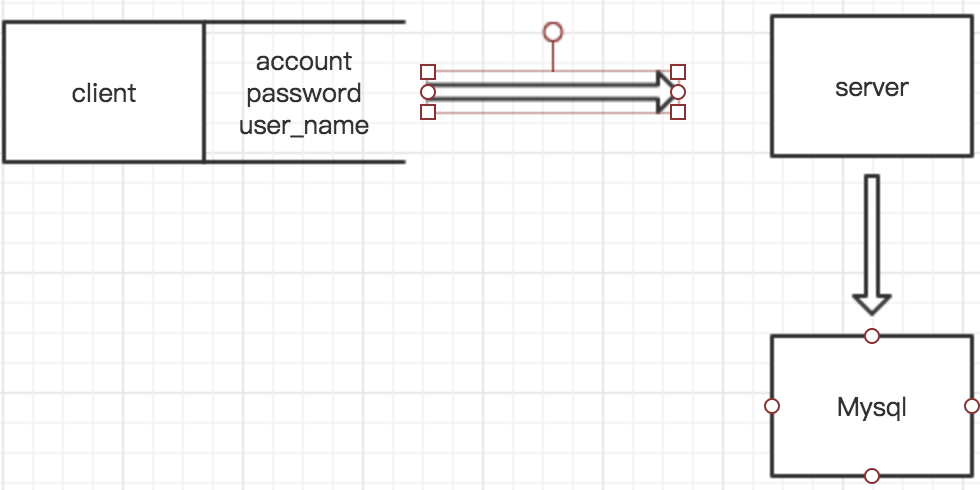 client
account
password
user_name
server
Mysql